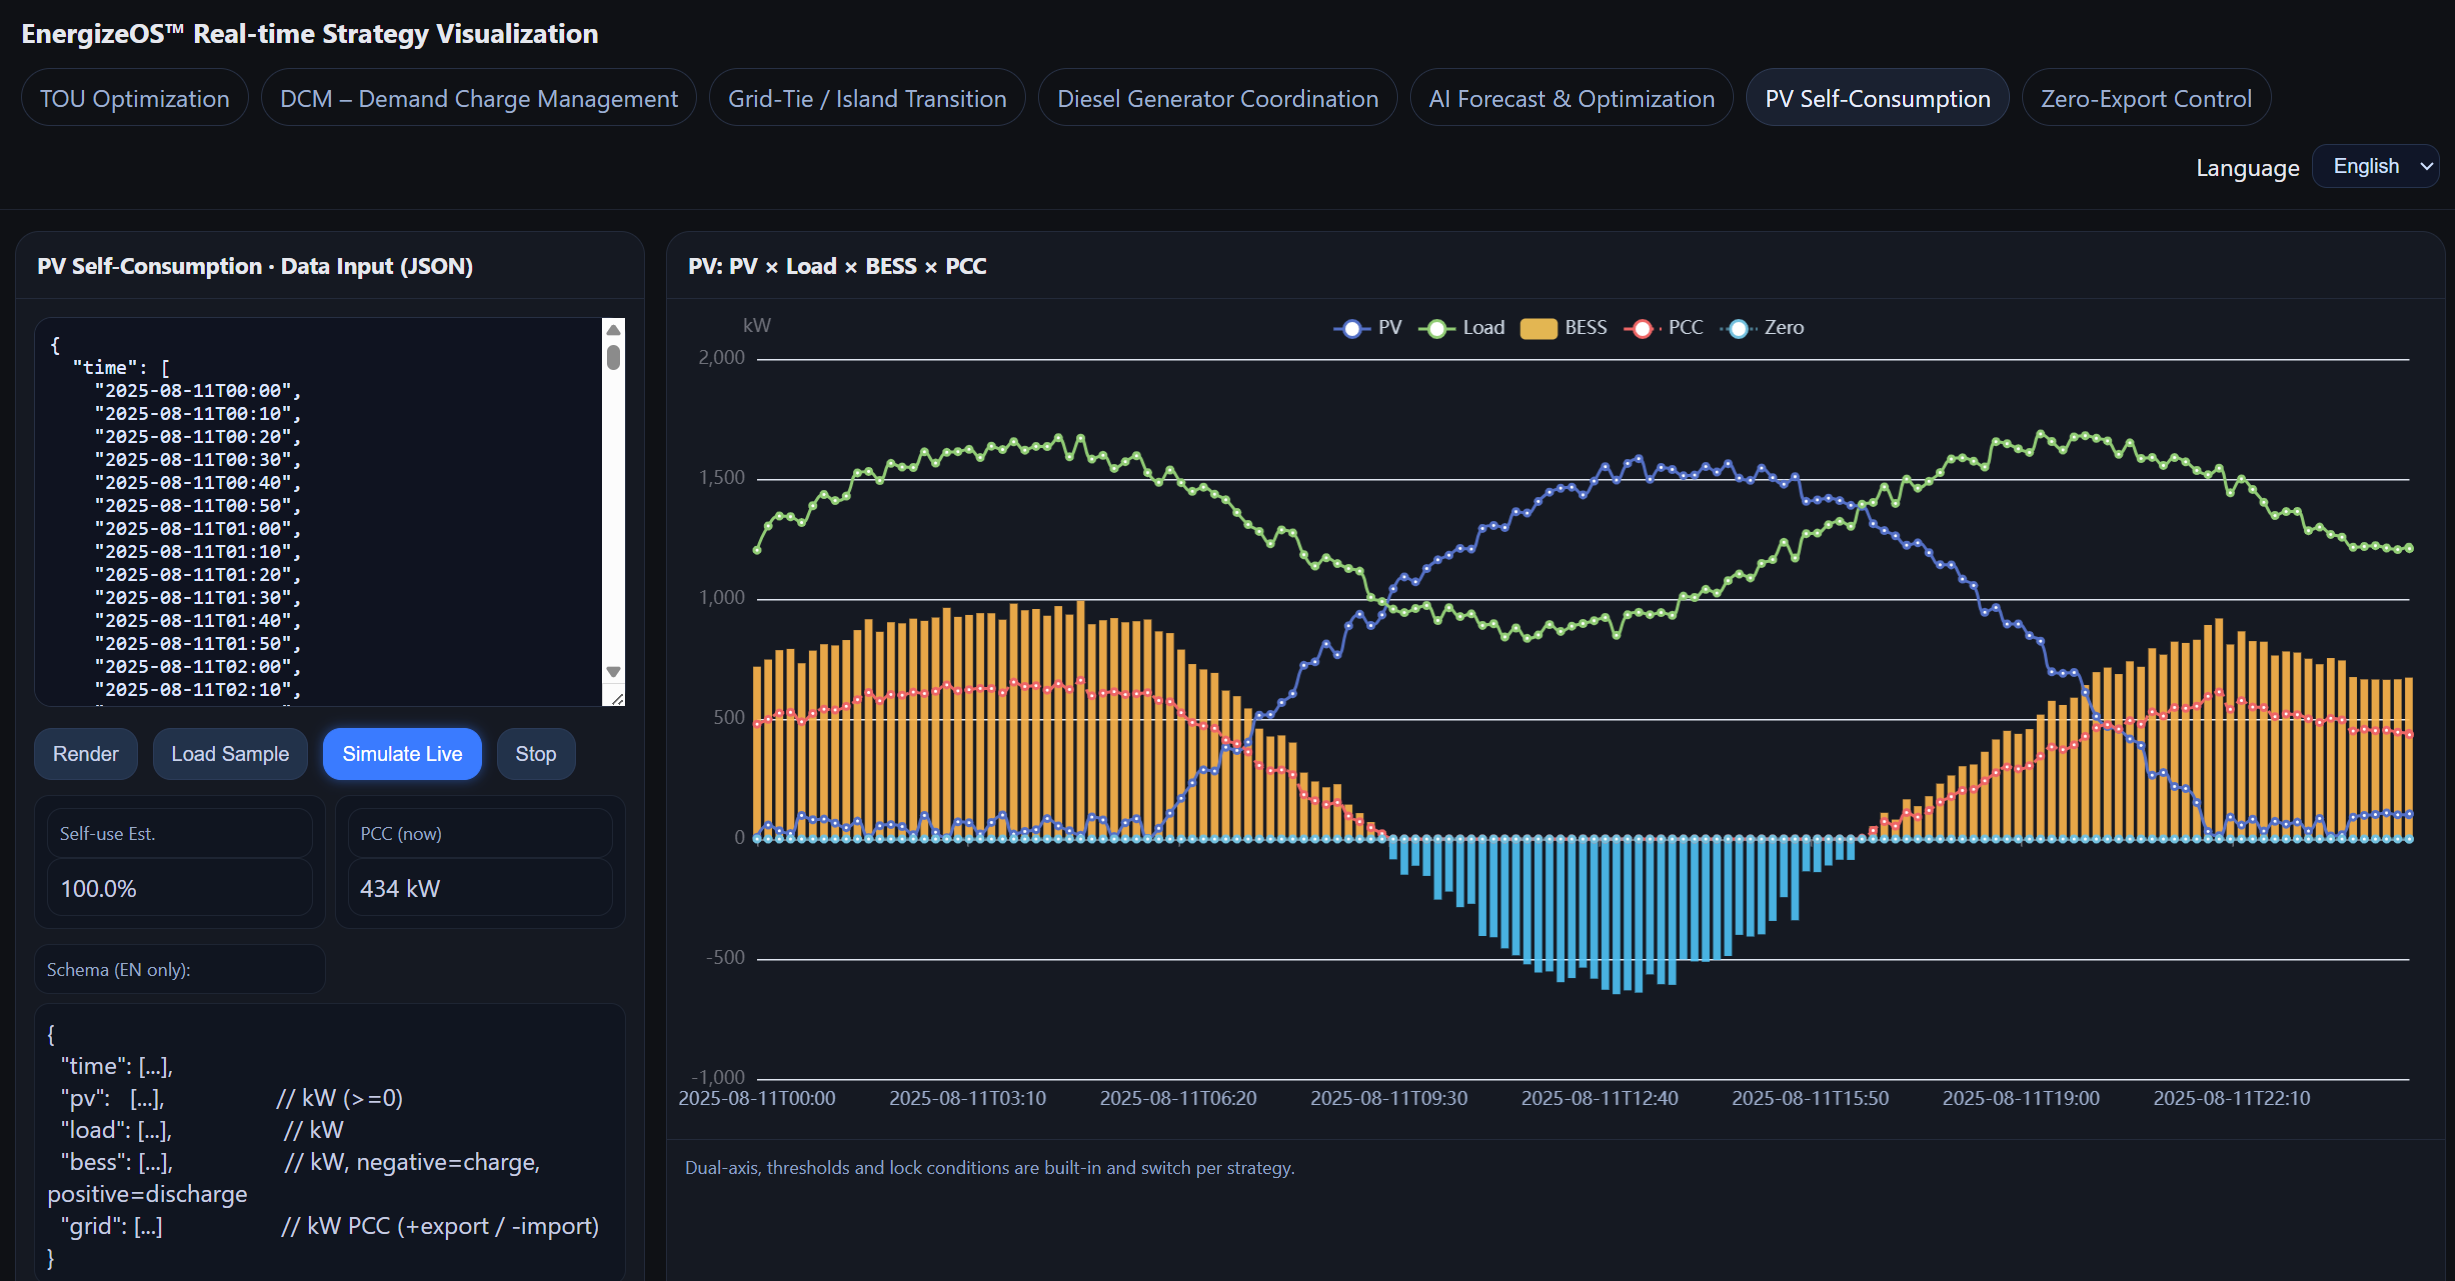 EnergizeOS™ Real-time Strategy Visualization
TOU Optimization
DCM – Demand Charge Management
Grid-Tie / Island Transition
Diesel Generator Coordination
AI Forecast & Optimization
PV Self-Consumption
Zero-Export Control
Language English
PV Self-Consumption · Data Input (JSON)
{
"time": [
"2025-08-11T00:00",
"2025-08-11T00:10",
"2025-08-11T00:20",
"2025-08-11T00:30",
"2025-08-11T00:40",
"2025-08-11T00:50",
"2025-08-11T01:00",
"2025-08-11T01:10",
"2025-08-11T01:20",
"2025-08-11T01:30",
"2025-08-11T01:40",
"2025-08-11T01:50",
"2025-08-11T02:00",
"2025-08-11T02:10",
Render
Load Sample
Simulate Live
Stop
Self-use Est.
100.0%
PCC (now)
434 kW
Schema (EN only):
{
"time": [...],
"pv": [...], // kW (>=0)
"load": [...], // kW
"bess": [...], // kW, negative=charge,
positive=discharge
"grid": [...] // kW PCC (+export / -import)
}
PV: PV × Load × BESS × PCC
kW
PV
Load
BESS
PCC
Zero
2,000
1,500
1,000
500
0
-500
-1,000
2025-08-11T00:00
2025-08-11T03:10
2025-08-11T06:20
2025-08-11T09:30
2025-08-11T12:40
2025-08-11T15:50
2025-08-11T19:00
2025-08-11T22:10
Dual-axis, thresholds and lock conditions are built-in and switch per strategy.